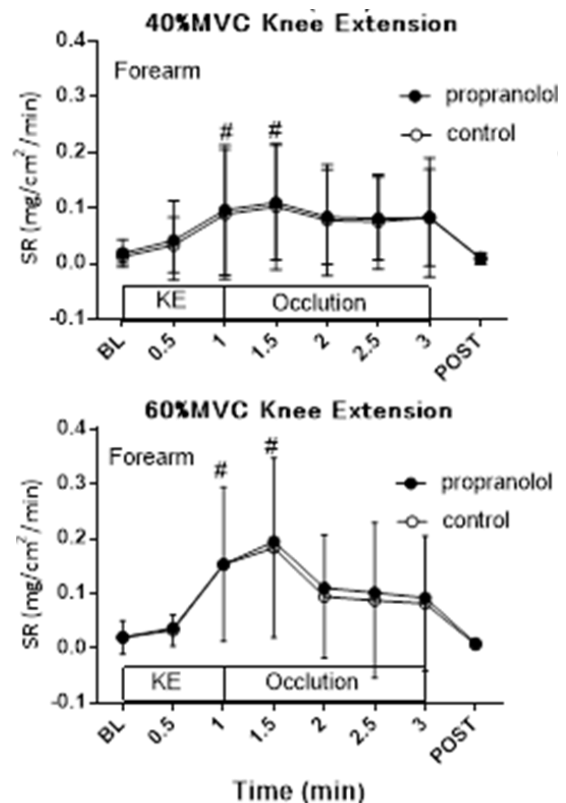 40%MVC Knee Extension
0.4
Forearm
0.3
propranolol
control
# #
0.2
0.1
0.0
-0.1
SR (mg/cm²/min)
KE Occlution
BL 0.5 1 1.5 2 2.5 3 POST
60%MVC Knee Extension
0.4
Forearm
# #
0.3
propranolol
control
0.2
0.1
0.0
-0.1
SR (mg/cm²/min)
KE Occlution
BL 0.5 1 1.5 2 2.5 3 POST
Time (min)